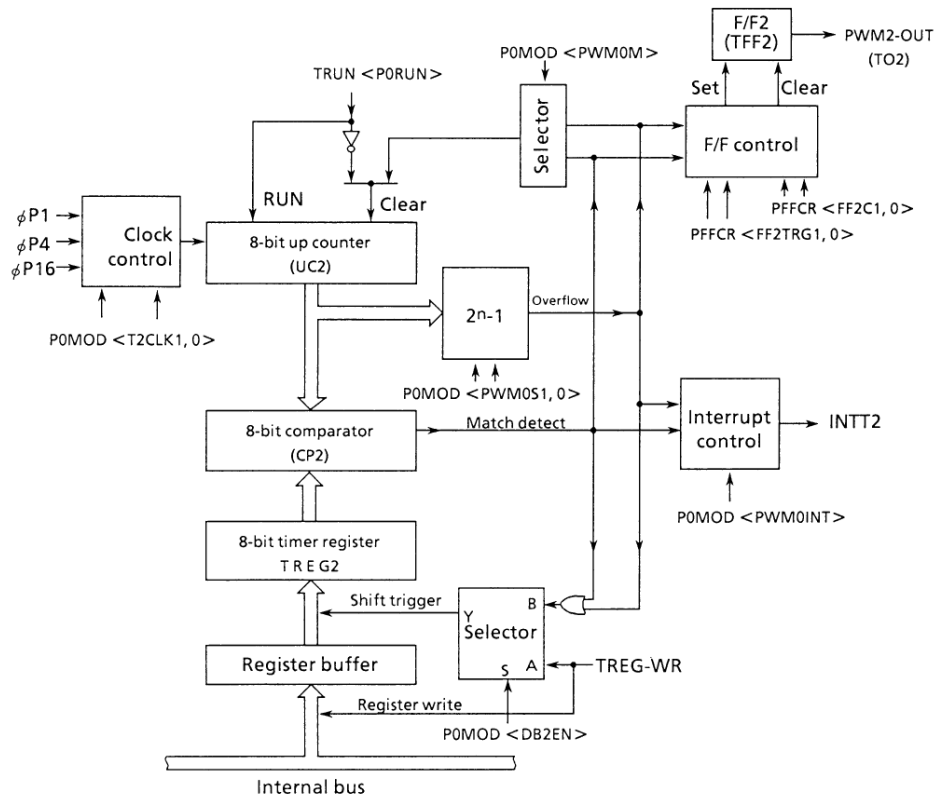 F/F2
(TFF2)
PWM2-OUT
(TO2)
P0MOD <PWM0M>
TRUN <P0RUN>
Set
Clear
Selector
F/F control
RUN
Clear
PFFCR <FF2C1, 0>
PFFCR <FF2TRG1, 0>
φP1
φP4
φP16
Clock
control
8-bit up counter
(UC2)
2n-1
Overflow
P0MOD <T2CLK1, 0>
P0MOD <PWM0S1, 0>
8-bit comparator
(CP2)
Match detect
Interrupt
control
INTT2
P0MOD <PWM0INT>
8-bit timer register
TREG2
Shift trigger
Y
B
Selector
S
A
TREG-WR
Register buffer
Register write
P0MOD <DB2EN>
Internal bus